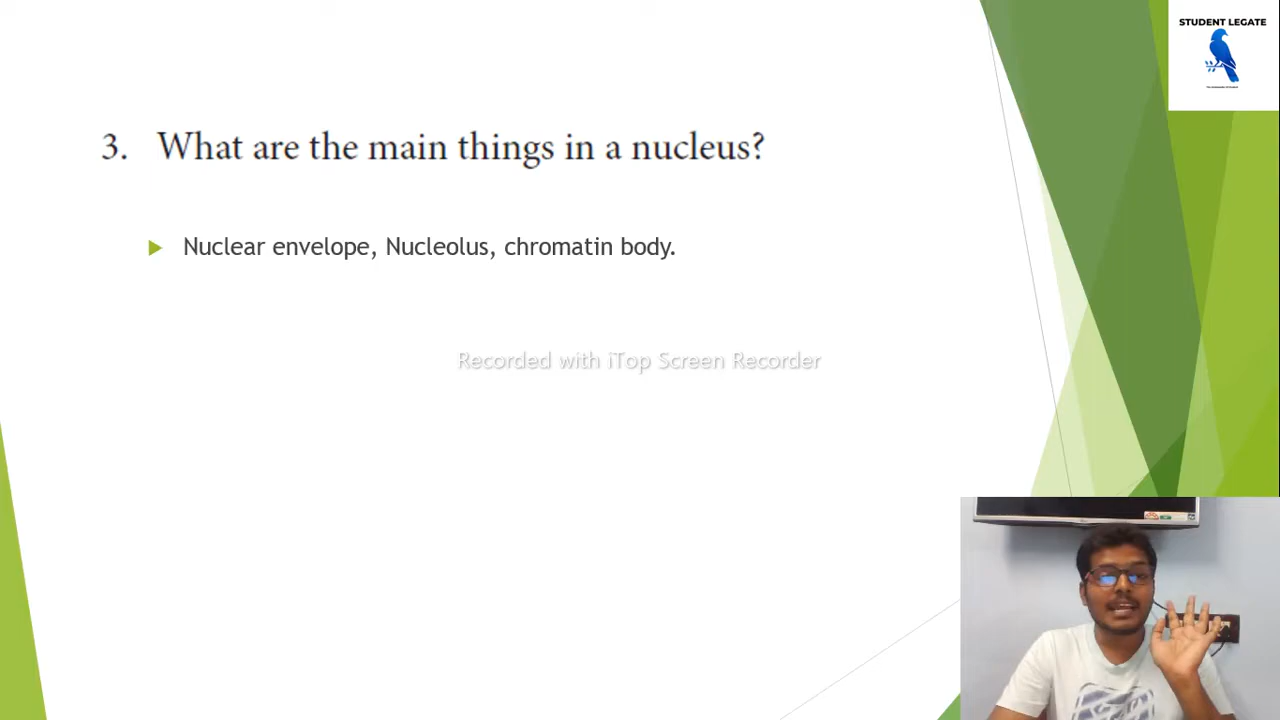 STUDENT LEGATE
3. What are the main things in a nucleus?
Nuclear envelope, Nucleolus, chromatin body.
Recorded with iTop Screen Recorder